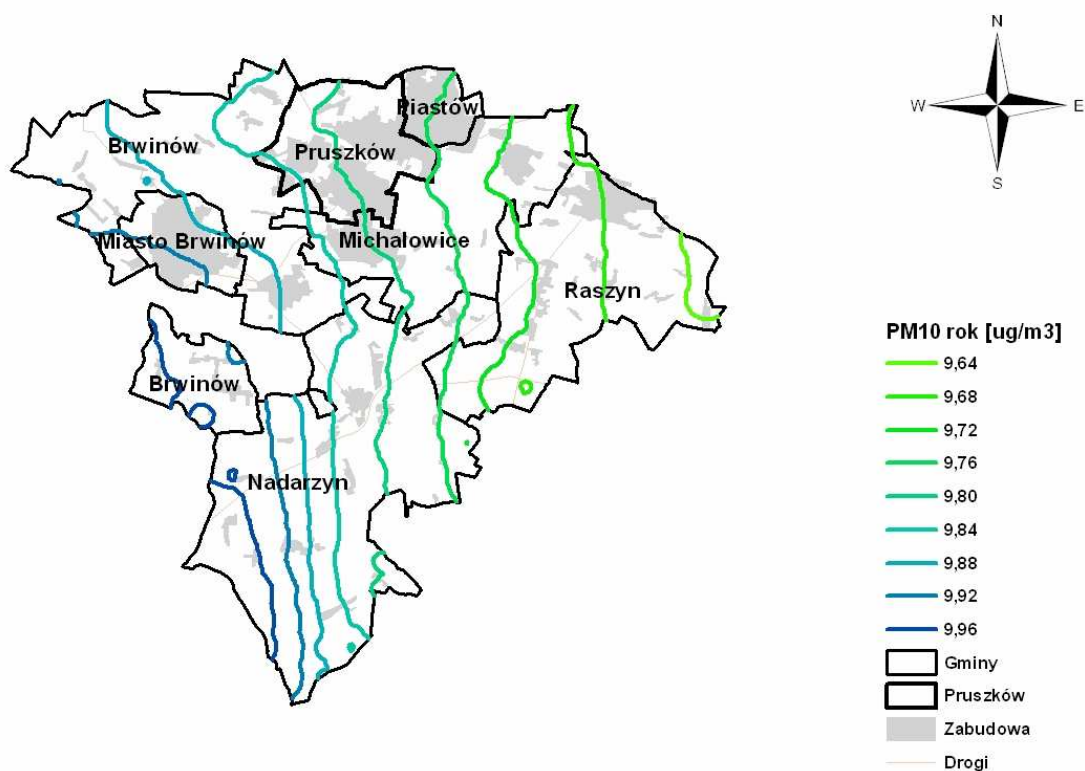 N
W E
S
Piastów
Brwinów
Pruszków
Miasto Brwinów
Michałowice
Raszyn
Brwinów
Nadarzyn
PM10 rok [ug/m3]
9,64
9,68
9,72
9,76
9,80
9,84
9,88
9,92
9,96
Gminy
Pruszków
Zabudowa
Drogi